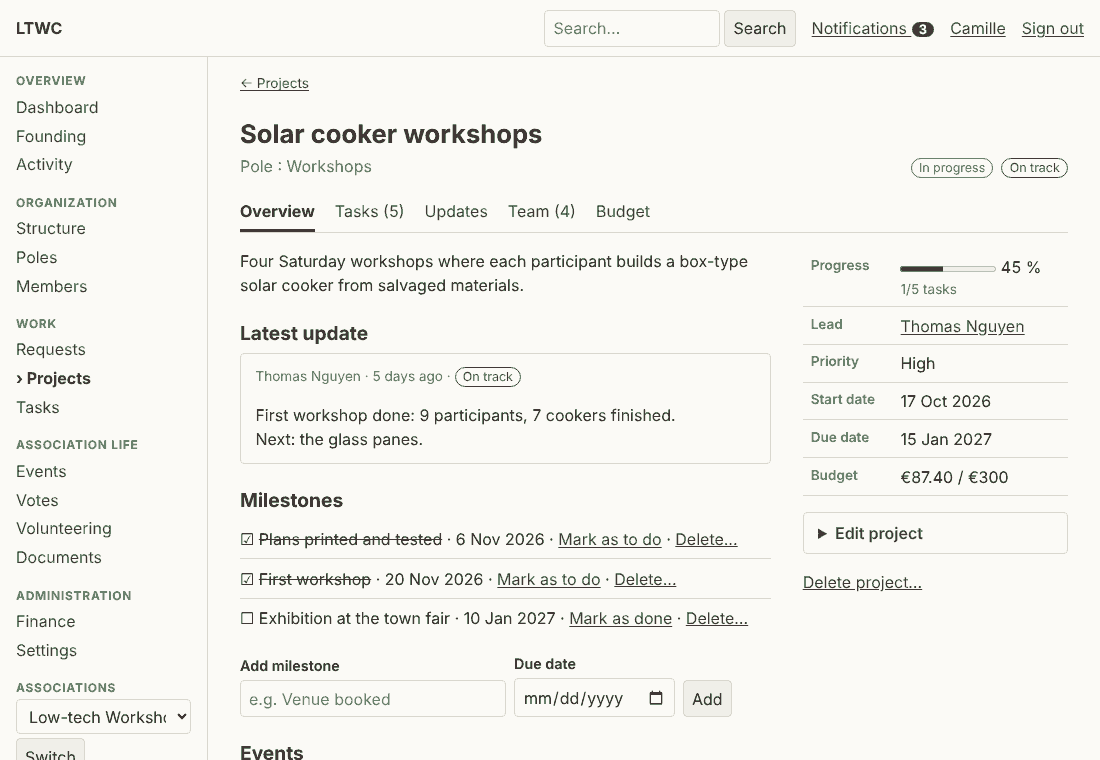 LTWC
Search...
Search
Notifications 3
Camille
Sign out
OVERVIEW
Dashboard
Founding
Activity
ORGANIZATION
Structure
Poles
Members
WORK
Requests
› Projects
Tasks
ASSOCIATION LIFE
Events
Votes
Volunteering
Documents
ADMINISTRATION
Finance
Settings
ASSOCIATIONS
Low-tech Worksho
Switch
← Projects
Solar cooker workshops
Pole : Workshops
In progress
On track
Overview
Tasks (5)
Updates
Team (4)
Budget
Four Saturday workshops where each participant builds a box-type
solar cooker from salvaged materials.
Latest update
Thomas Nguyen · 5 days ago · On track
First workshop done: 9 participants, 7 cookers finished.
Next: the glass panes.
Milestones
☑ Plans printed and tested · 6 Nov 2026 · Mark as to do · Delete...
☑ First workshop · 20 Nov 2026 · Mark as to do · Delete...
☐ Exhibition at the town fair · 10 Jan 2027 · Mark as done · Delete...
Add milestone
Due date
e.g. Venue booked
mm/dd/yyyy
Add
Events
Progress
45 %
1/5 tasks
Lead
Thomas Nguyen
Priority
High
Start date
17 Oct 2026
Due date
15 Jan 2027
Budget
€87.40 / €300
▶ Edit project
Delete project...